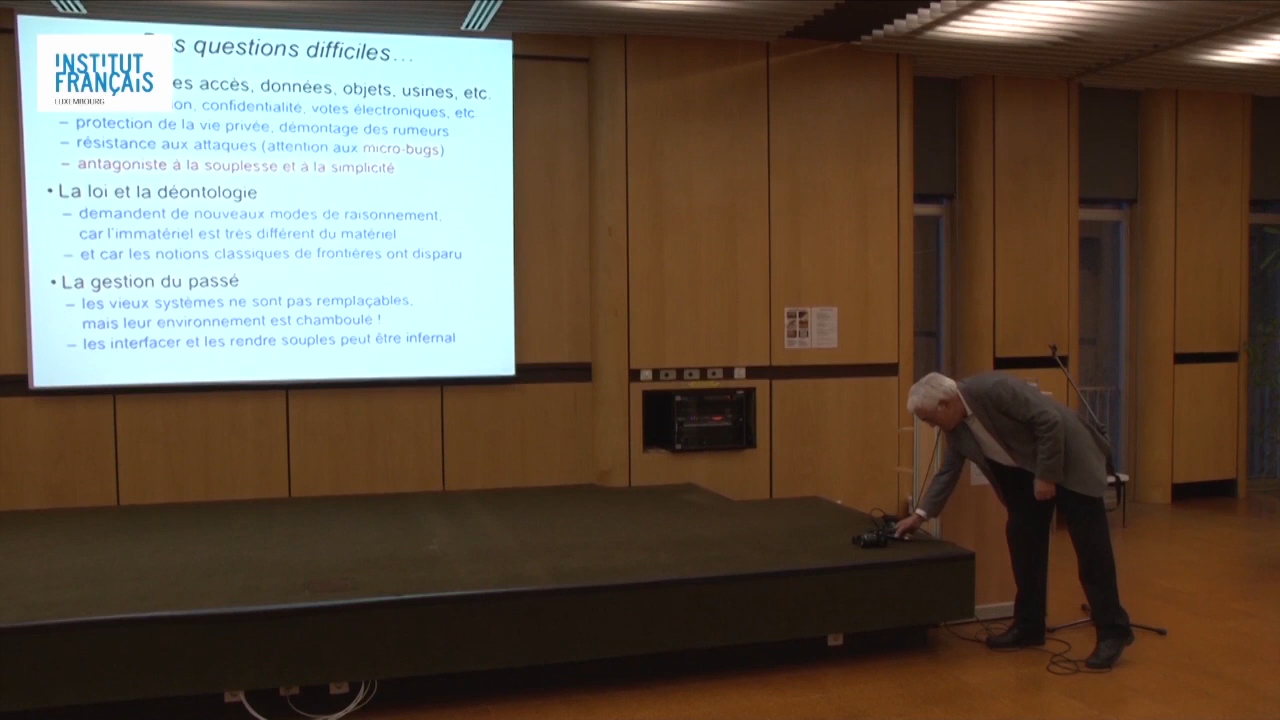 INSTITUT
FRANÇAIS
LUXEMBOURG
questions difficiles…
es accès, données, objets, usines, etc.
ion, confidentialité, votes électroniques, etc
– protection de la vie privée, démontage des rumeurs
– résistance aux attaques (attention aux micro-bugs)
– antagoniste à la souplesse et à la simplicité
• La loi et la déontologie
– demandent de nouveaux modes de raisonnement,
car l'immatériel est très différent du matériel
– et car les notions classiques de frontières ont disparu
• La gestion du passé
– les vieux systèmes ne sont pas remplaçables,
mais leur environnement est chamboulé !
– les interfacer et les rendre souples peut être infernal